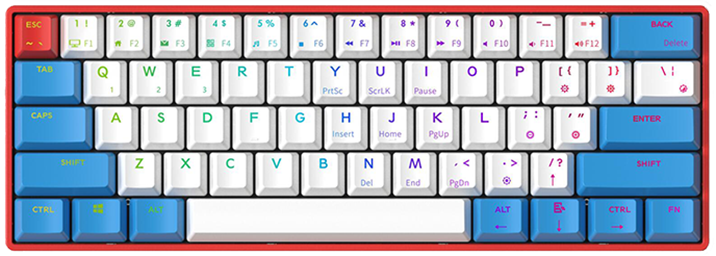 ESC 1 ! 2 @ 3 # 4 $ 5 % 6 ^ 7 & 8 * 9 ( 0 ) - — = + BACK
~ ` F1 F2 F3 F4 F5 F6 F7 F8 F9 F10 F11 F12 Delete
TAB Q W E R T Y U I O P [ { ] } \ ¦
1 2 3 PrtSc ScrLK Pause
CAPS A S D F G H J K L ; : ' " ENTER
Insert Home PgUp
SHIFT Z X C V B N M . < . > / ? SHIFT
Del End PgDn ↑
CTRL ALT ALT CTRL FN
← ↓ →